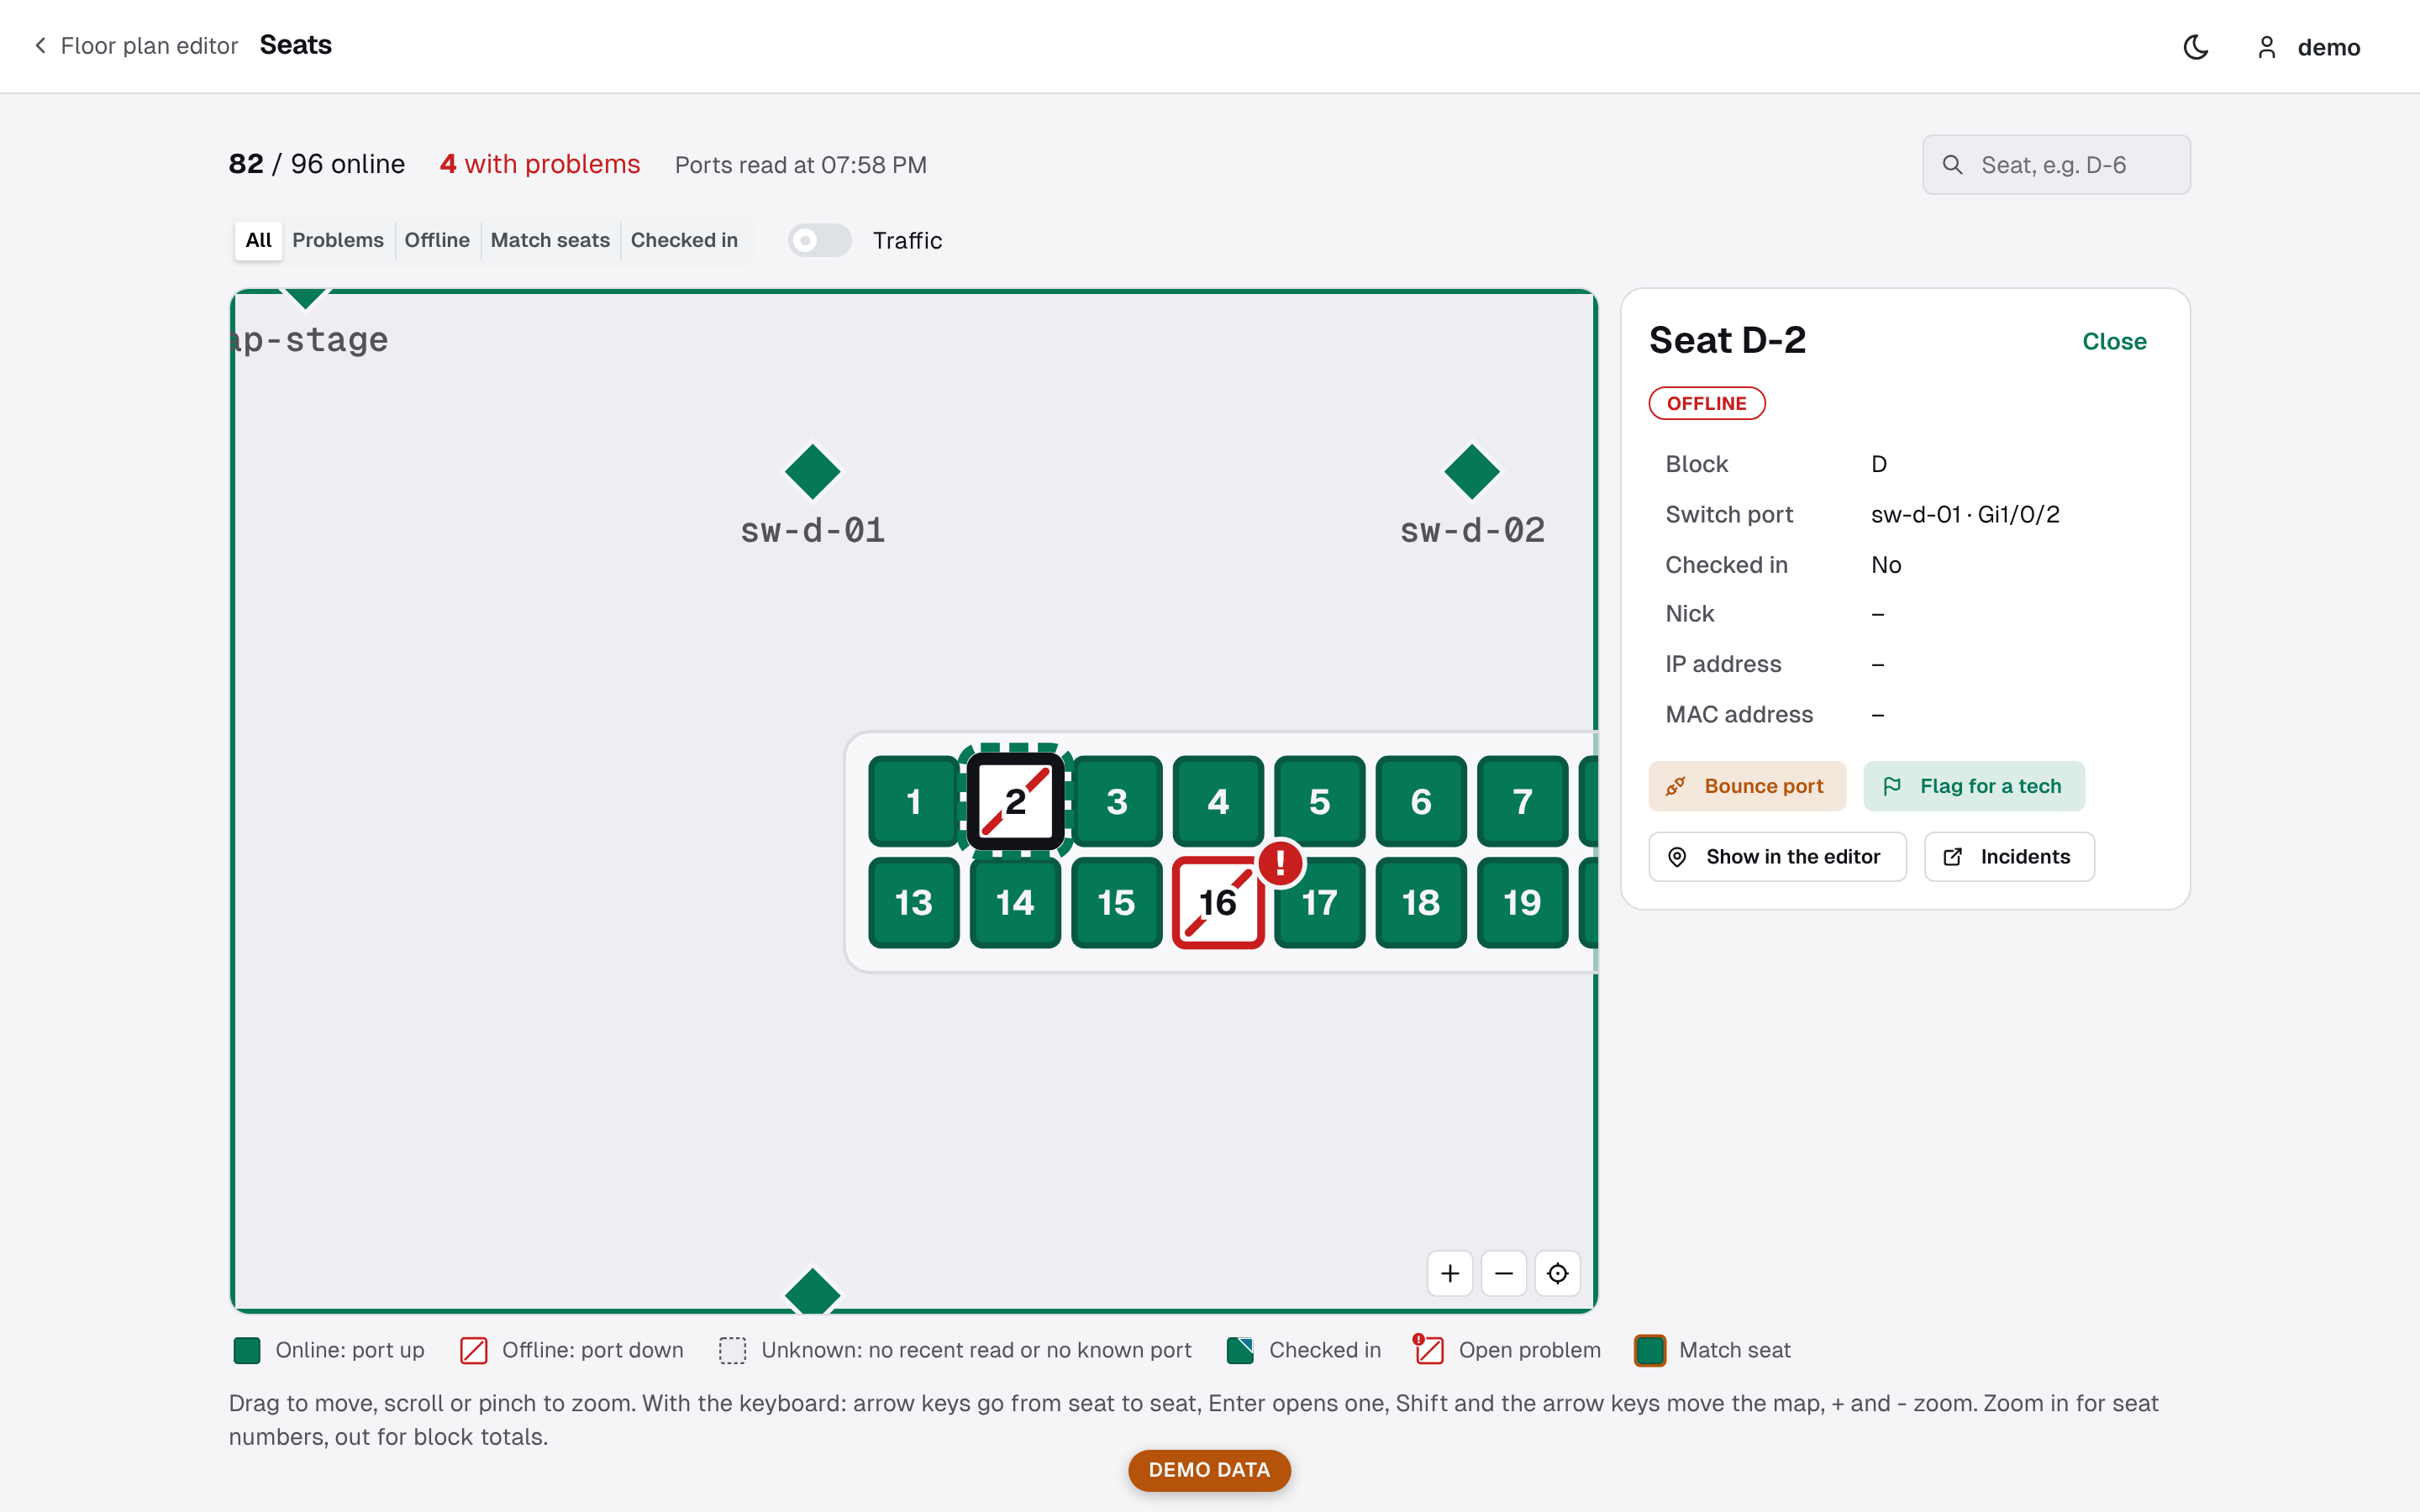 Floor plan editor Seats demo
82 / 96 online 4 with problems Ports read at 07:58 PM Seat, e.g. D-6
All Problems Offline Match seats Checked in Traffic
ap-stage
sw-d-01 sw-d-02
1 2 3 4 5 6 7
!
13 14 15 16 17 18 19
Seat D-2 Close
OFFLINE
Block D
Switch port sw-d-01 · Gi1/0/2
Checked in No
Nick –
IP address –
MAC address –
Bounce port Flag for a tech
Show in the editor Incidents
Online: port up Offline: port down Unknown: no recent read or no known port Checked in Open problem Match seat
Drag to move, scroll or pinch to zoom. With the keyboard: arrow keys go from seat to seat, Enter opens one, Shift and the arrow keys move the map, + and - zoom. Zoom in for seat
numbers, out for block totals.
DEMO DATA